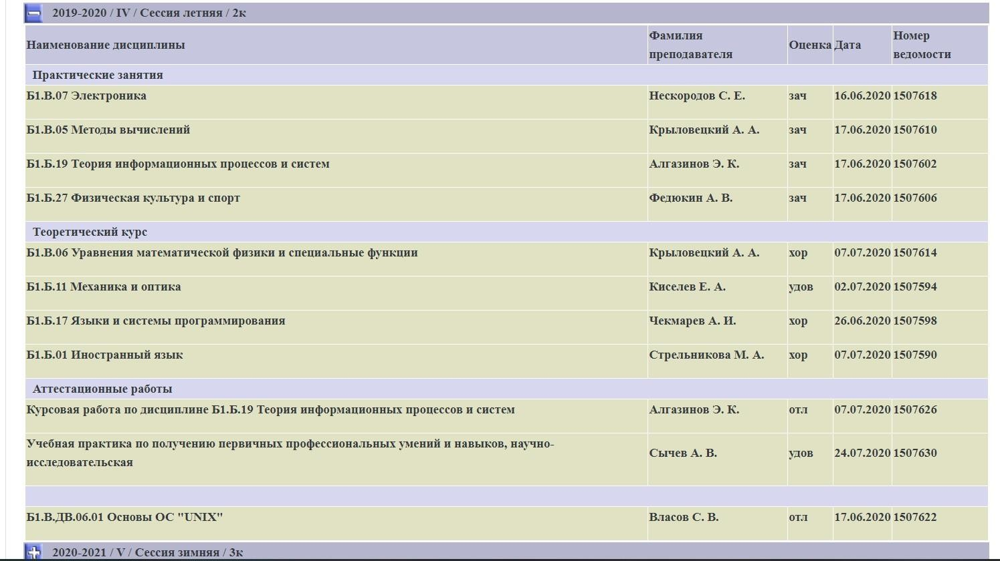 2019-2020 / IV / Сессия летняя / 2к
Наименование дисциплины Фамилия преподавателя Оценка Дата Номер ведомости
Практические занятия
Б1.В.07 Электроника Нескородов С. Е. зач 16.06.2020 1507618
Б1.В.05 Методы вычислений Крыловецкий А. А. зач 17.06.2020 1507610
Б1.Б.19 Теория информационных процессов и систем Алгазинов Э. К. зач 17.06.2020 1507602
Б1.Б.27 Физическая культура и спорт Федюкин А. В. зач 17.06.2020 1507606
Теоретический курс
Б1.В.06 Уравнения математической физики и специальные функции Крыловецкий А. А. хор 07.07.2020 1507614
Б1.Б.11 Механика и оптика Киселев Е. А. удов 02.07.2020 1507594
Б1.Б.17 Языки и системы программирования Чекмарев А. И. хор 26.06.2020 1507598
Б1.Б.01 Иностранный язык Стрельникова М. А. хор 07.07.2020 1507590
Аттестационные работы
Курсовая работа по дисциплине Б1.Б.19 Теория информационных процессов и систем Алгазинов Э. К. отл 07.07.2020 1507626
Учебная практика по получению первичных профессиональных умений и навыков, научно-
исследовательская Сычев А. В. удов 24.07.2020 1507630
Б1.В.ДВ.06.01 Основы ОС "UNIX" Власов С. В. отл 17.06.2020 1507622
2020-2021 / V / Сессия зимняя / 3к